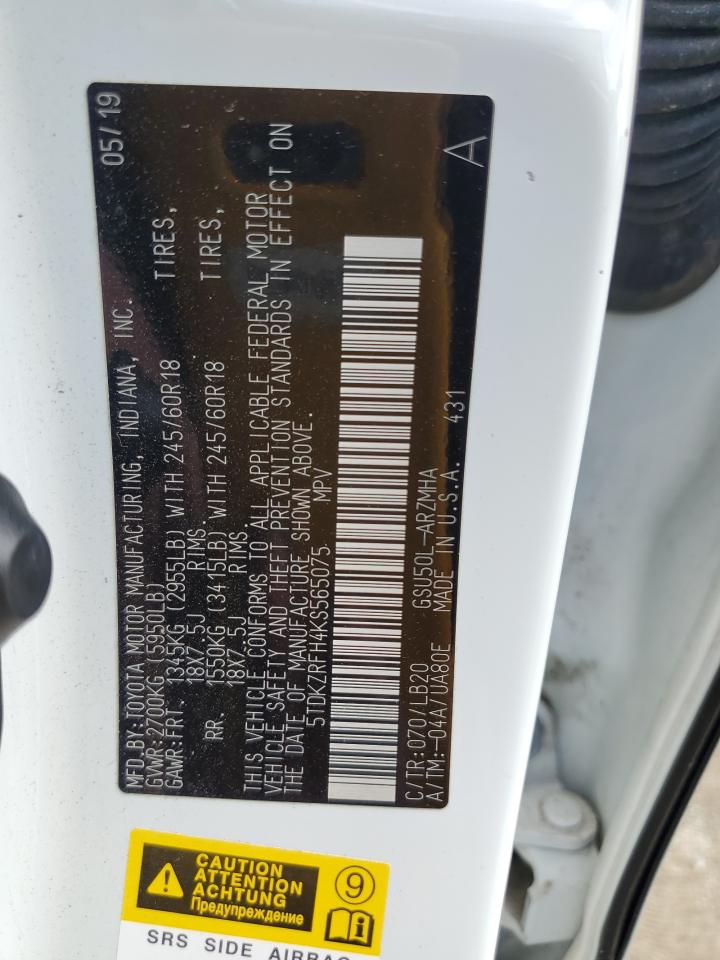 MFD.BY:TOYOTA MOTOR MANUFACTURING, INDIANA, INC. 05/19
GVWR:2700KG (5950LB)
GAWR:FRT. 1345KG (2955LB) WITH 245/60R18 TIRES,
18X7.5J RIMS.
RR. 1550KG (3415LB) WITH 245/60R18 TIRES,
18X7.5J RIMS.
THIS VEHICLE CONFORMS TO ALL APPLICABLE FEDERAL MOTOR
VEHICLE SAFETY AND THEFT PREVENTION STANDARDS IN EFFECT ON
THE DATE OF MANUFACTURE SHOWN ABOVE.
5TDKZRFH4KS565075 MPV
C/TR:070/LB20 GSU50L-ARZMHA A
A/TM:-04A/UA80E MADE IN U.S.A. 431
CAUTION
ATTENTION
ACHTUNG
Предупреждение
9
i
SRS SIDE AIRBAG